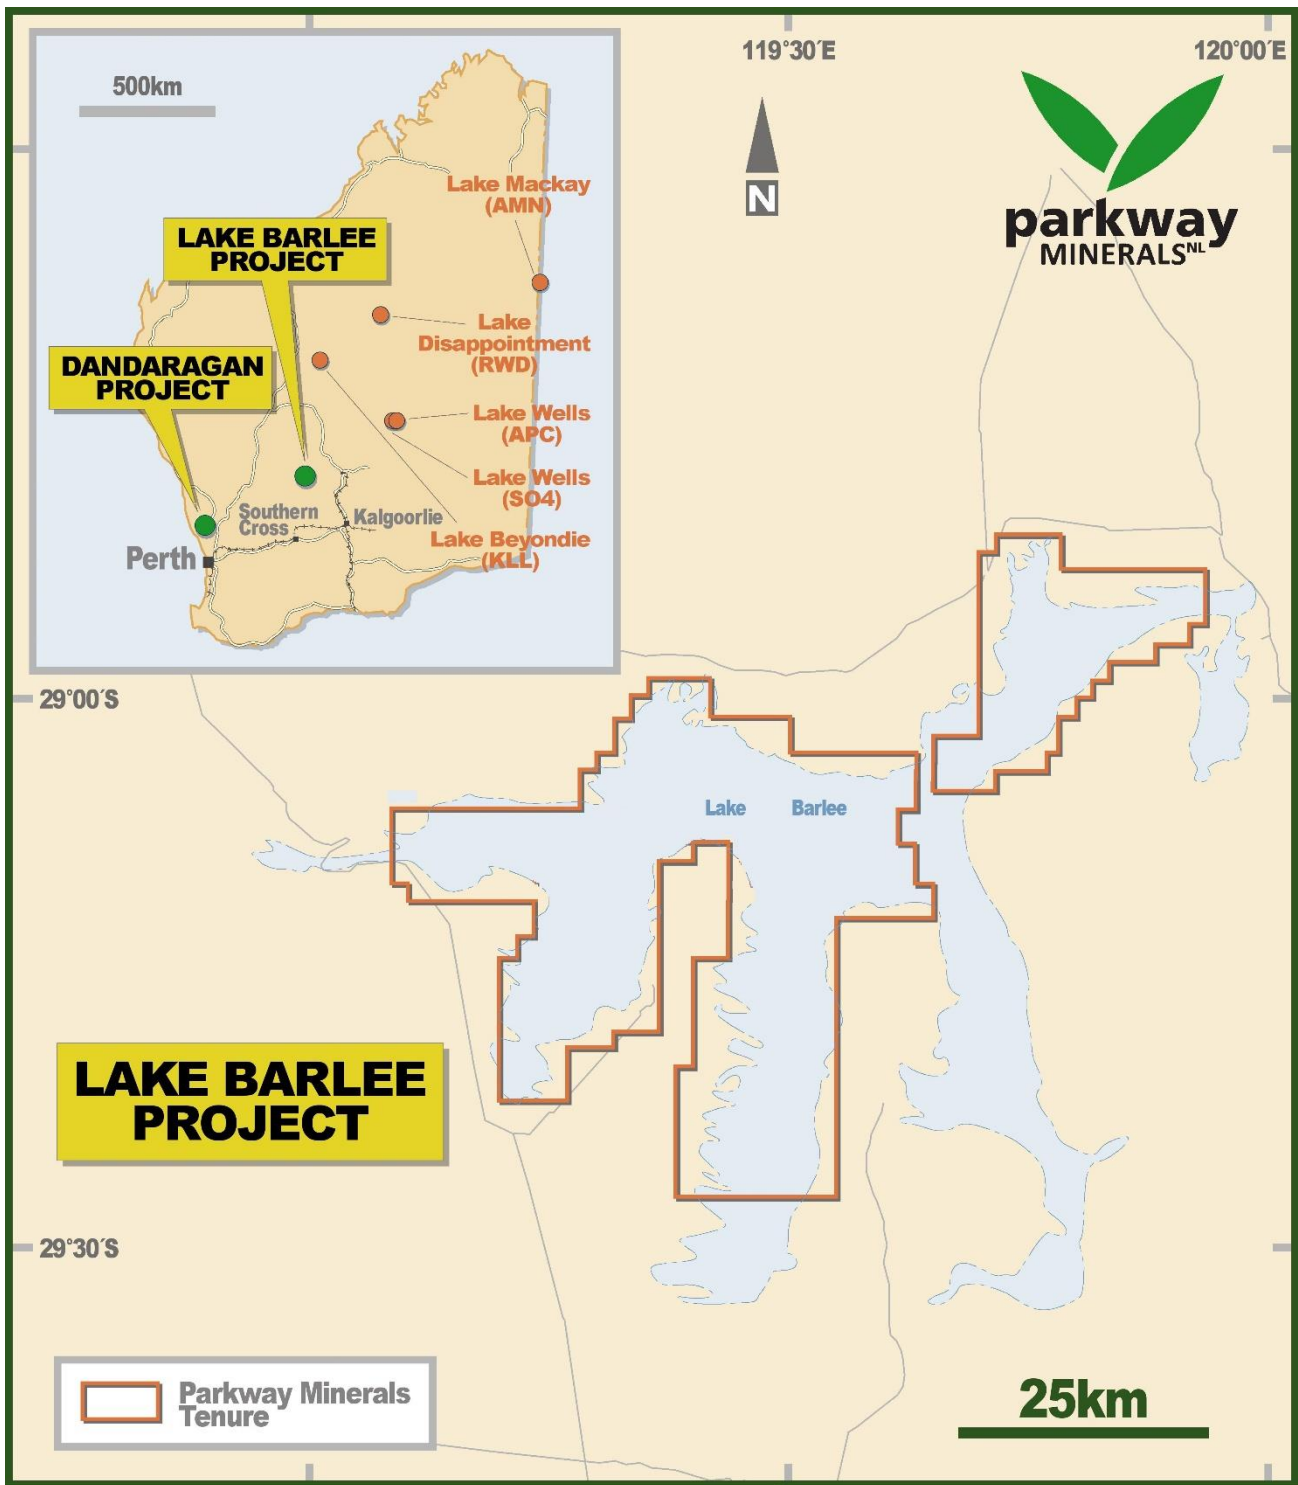 119°30´E
120°00´E
500km
parkway
MINERALS NL
N
Lake Mackay
(AMN)
LAKE BARLEE
PROJECT
Lake
Disappointment
(RWD)
DANDARAGAN
PROJECT
Lake Wells
(APC)
Lake Wells
(SO4)
Southern
Cross
Kalgoorlie
Lake Beyondie
(KLL)
Perth
29°00´S
Lake Barlee
LAKE BARLEE
PROJECT
29°30´S
Parkway Minerals
Tenure
25km